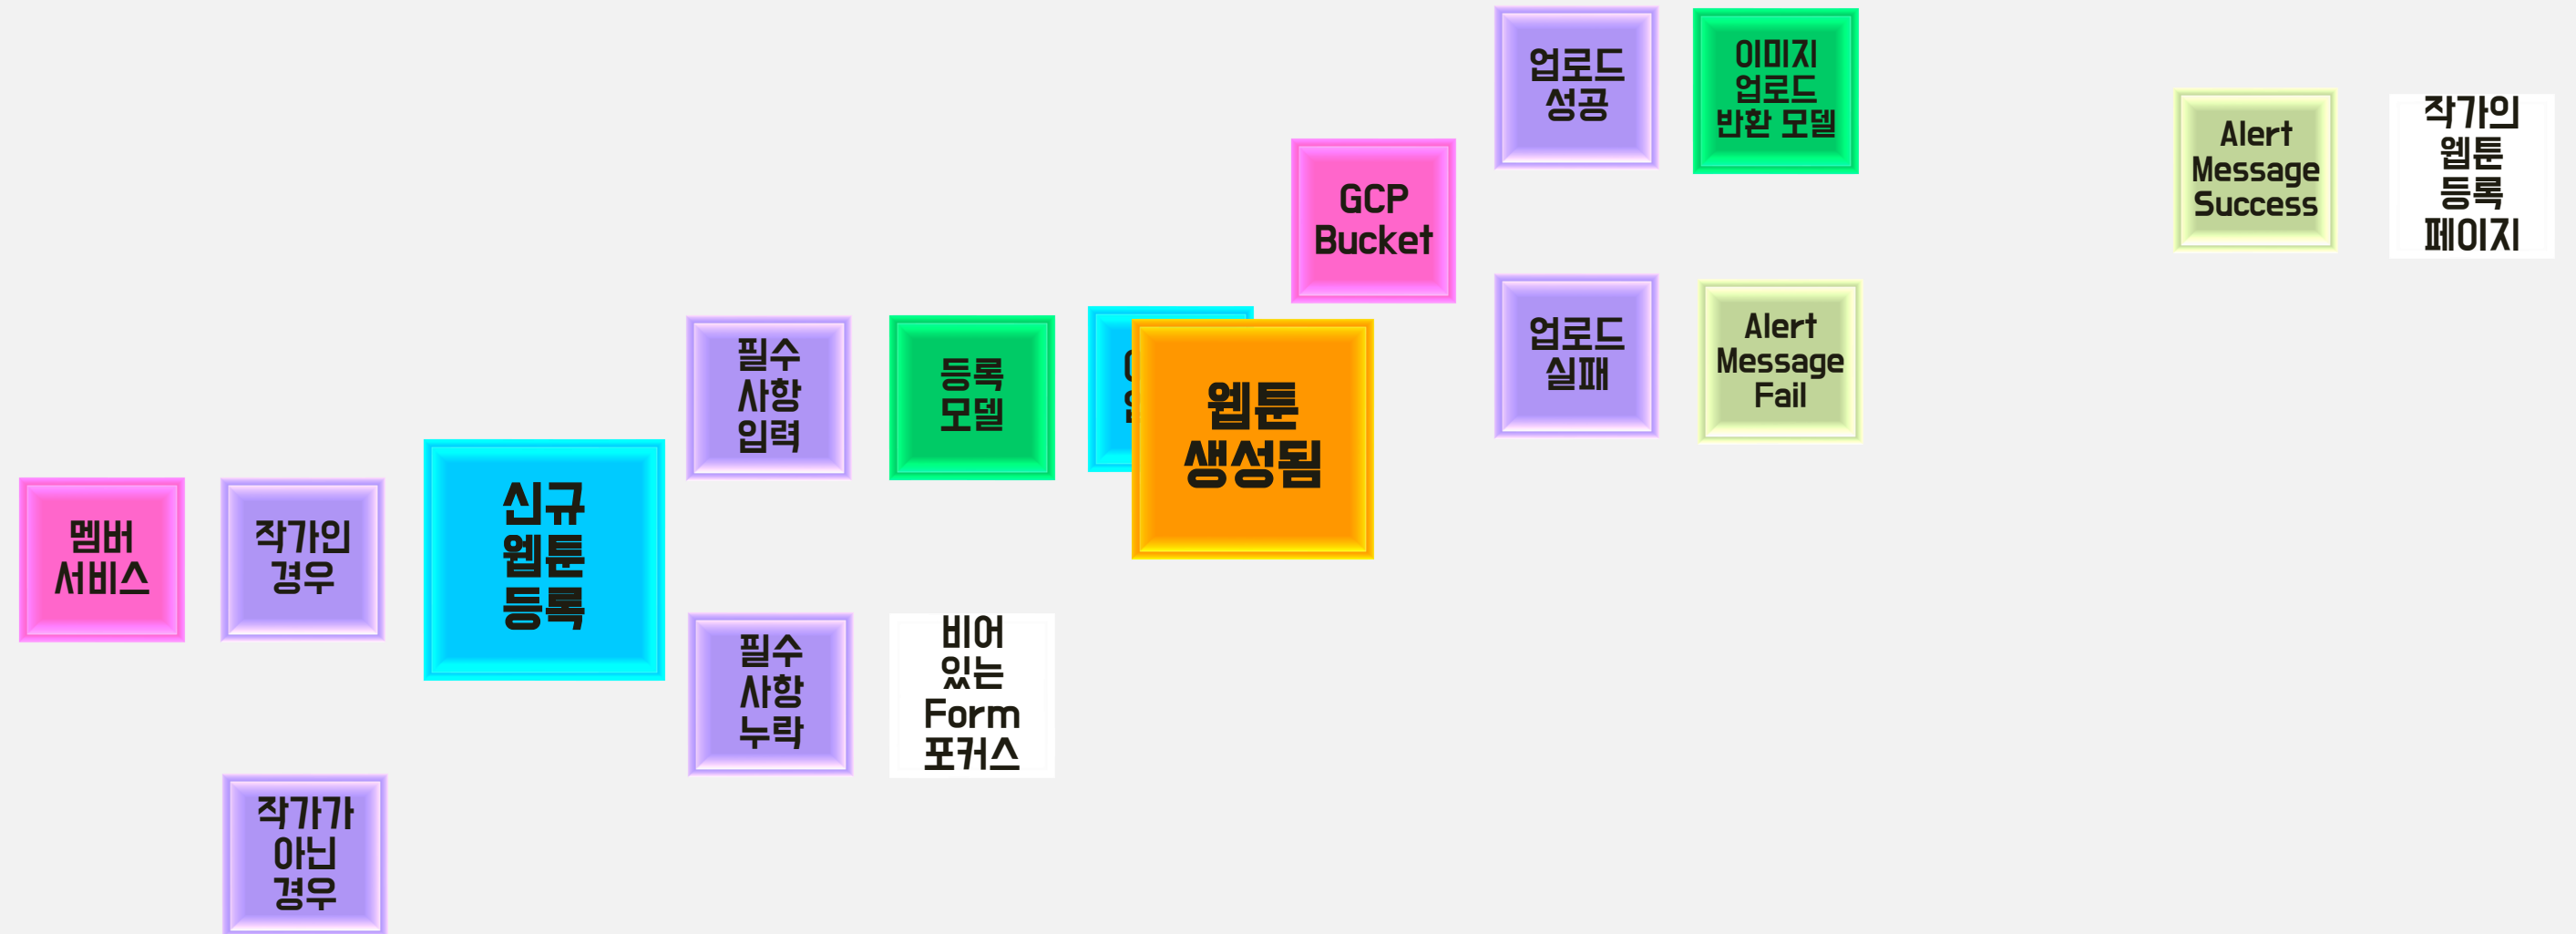 멤버
서비스
작가인
경우
작가가
아닌
경우
신규
웹툰
등록
필수
사항
입력
필수
사항
누락
등록
모델
비어
있는
Form
포커스
웹툰
생성됨
GCP
Bucket
업로드
성공
업로드
실패
이미지
업로드
반환 모델
Alert
Message
Fail
Alert
Message
Success
작가의
웹툰
등록
페이지